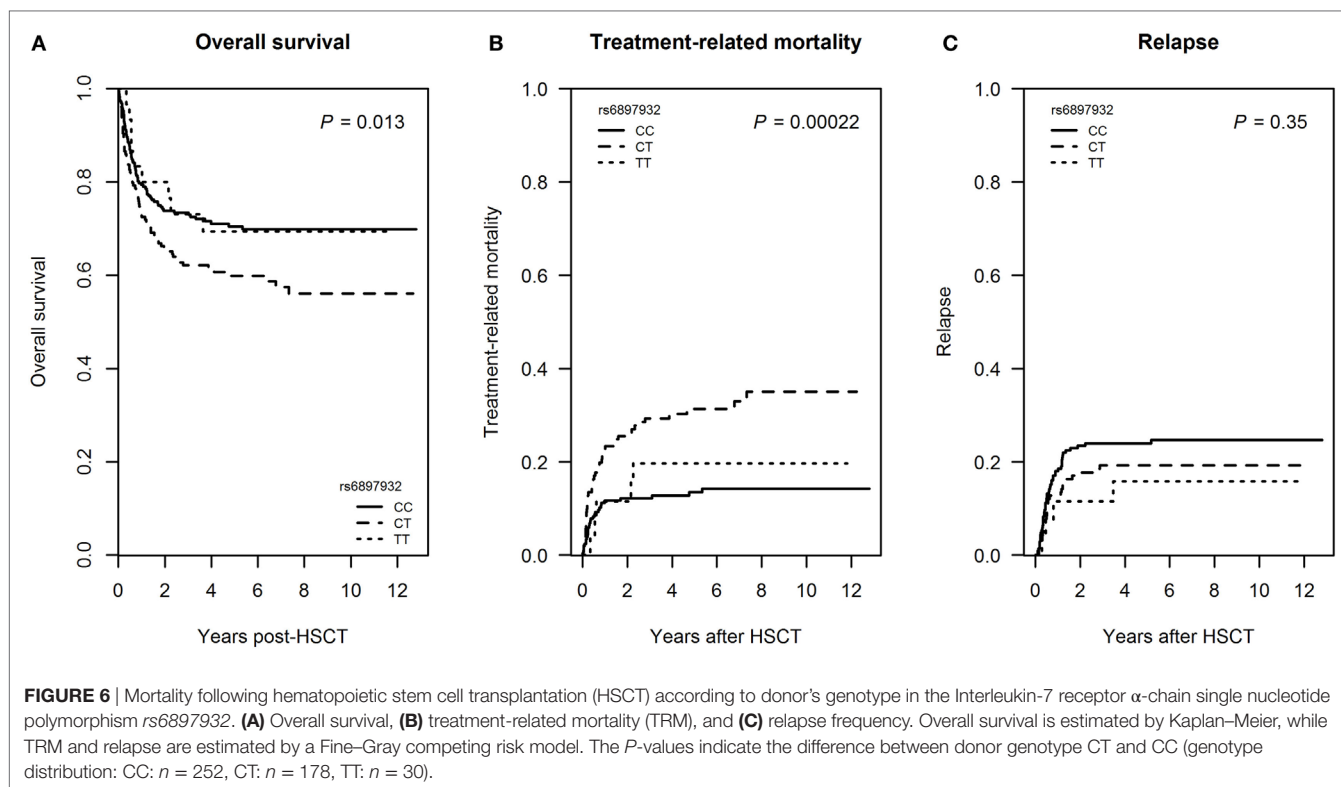 A
Overall survival
P = 0.013
Overall survival
1.0
0.8
0.6
0.4
0.2
0.0
rs6897932
CC
CT
TT
0 2 4 6 8 10 12
Years post-HSCT
B
Treatment-related mortality
rs6897932
CC
CT
TT
P = 0.00022
Treatment-related mortality
1.0
0.8
0.6
0.4
0.2
0.0
0 2 4 6 8 10 12
Years after HSCT
C
Relapse
rs6897932
CC
CT
TT
P = 0.35
Relapse
1.0
0.8
0.6
0.4
0.2
0.0
0 2 4 6 8 10 12
Years after HSCT
FIGURE 6 | Mortality following hematopoietic stem cell transplantation (HSCT) according to donor's genotype in the Interleukin-7 receptor α-chain single nucleotide
polymorphism rs6897932. (A) Overall survival, (B) treatment-related mortality (TRM), and (C) relapse frequency. Overall survival is estimated by Kaplan–Meier, while
TRM and relapse are estimated by a Fine–Gray competing risk model. The P-values indicate the difference between donor genotype CT and CC (genotype
distribution: CC: n = 252, CT: n = 178, TT: n = 30).